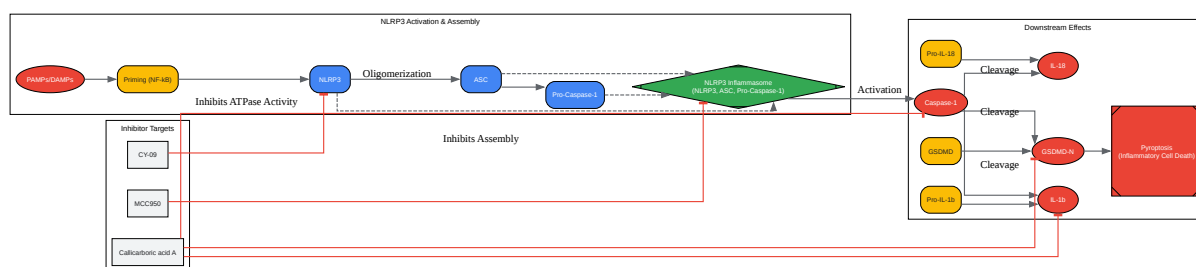 NLRP3 Activation & Assembly
PAMPs/DAMPs
Priming (NF-kB)
NLRP3
Oligomerization
ASC
Pro-Caspase-1
NLRP3 Inflammasome
(NLRP3, ASC, Pro-Caspase-1)
Inhibits ATPase Activity
Inhibits Assembly
Activation
Inhibitor Targets
CY-09
MCC950
Callicarboric acid A
Downstream Effects
Pro-IL-18
IL-18
Cleavage
Caspase-1
Cleavage
GSDMD
GSDMD-N
Cleavage
Pro-IL-1b
IL-1b
Pyroptosis
(Inflammatory Cell Death)